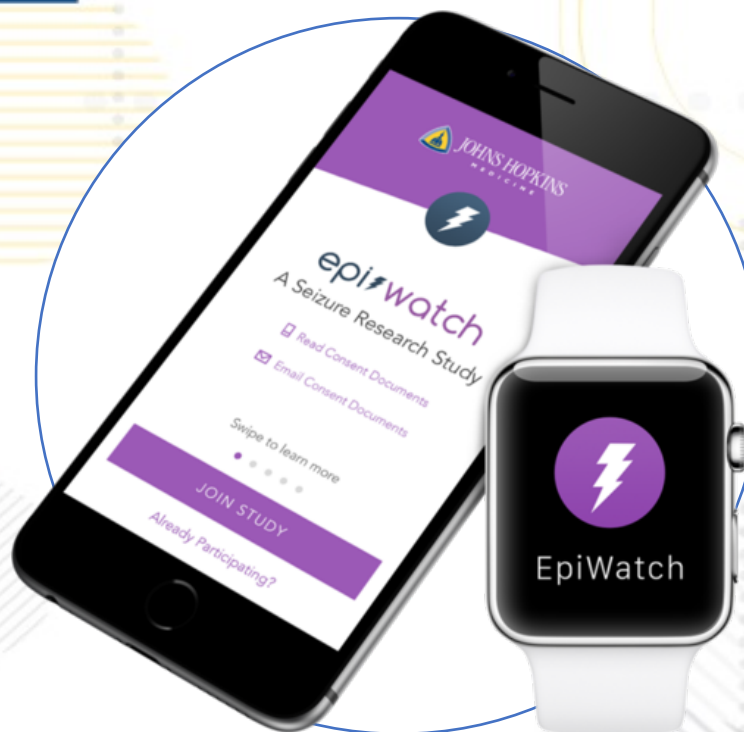 JOHNS HOPKINS
MEDICINE
epiwatch
A Seizure Research Study
Read Consent Documents
Email Consent Documents
Swipe to learn more
JOIN STUDY
Already Participating?
EpiWatch